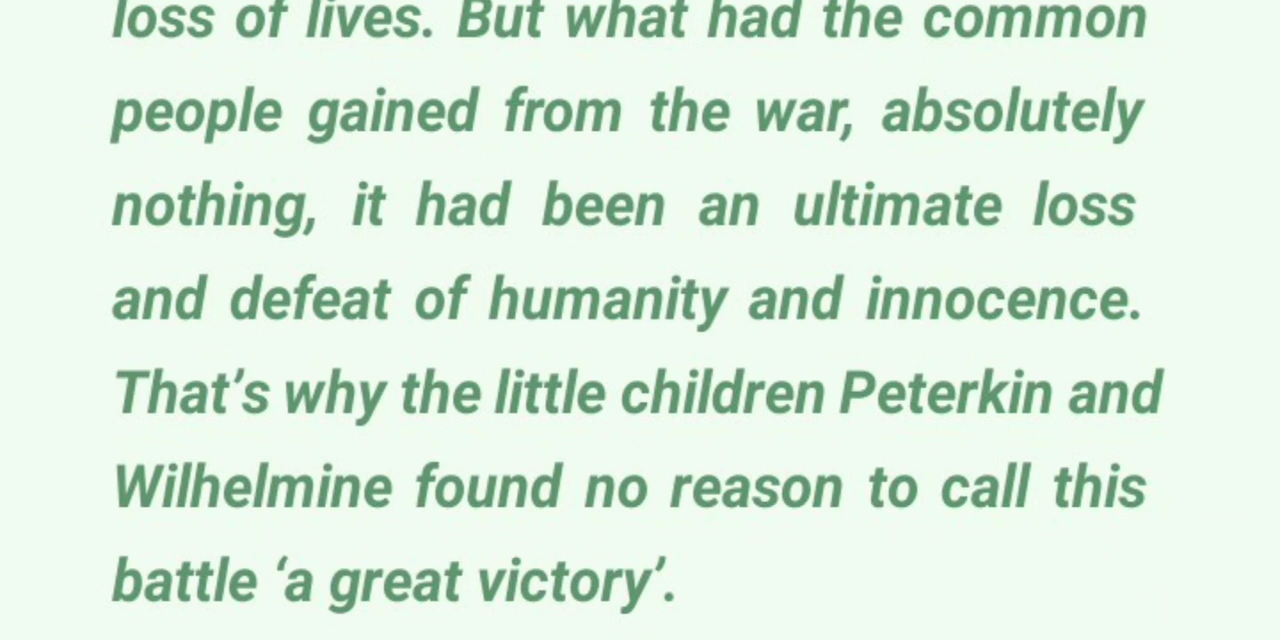 loss of lives. But what had the common
people gained from the war, absolutely
nothing, it had been an ultimate loss
and defeat of humanity and innocence.
That’s why the little children Peterkin and
Wilhelmine found no reason to call this
battle ‘a great victory’.